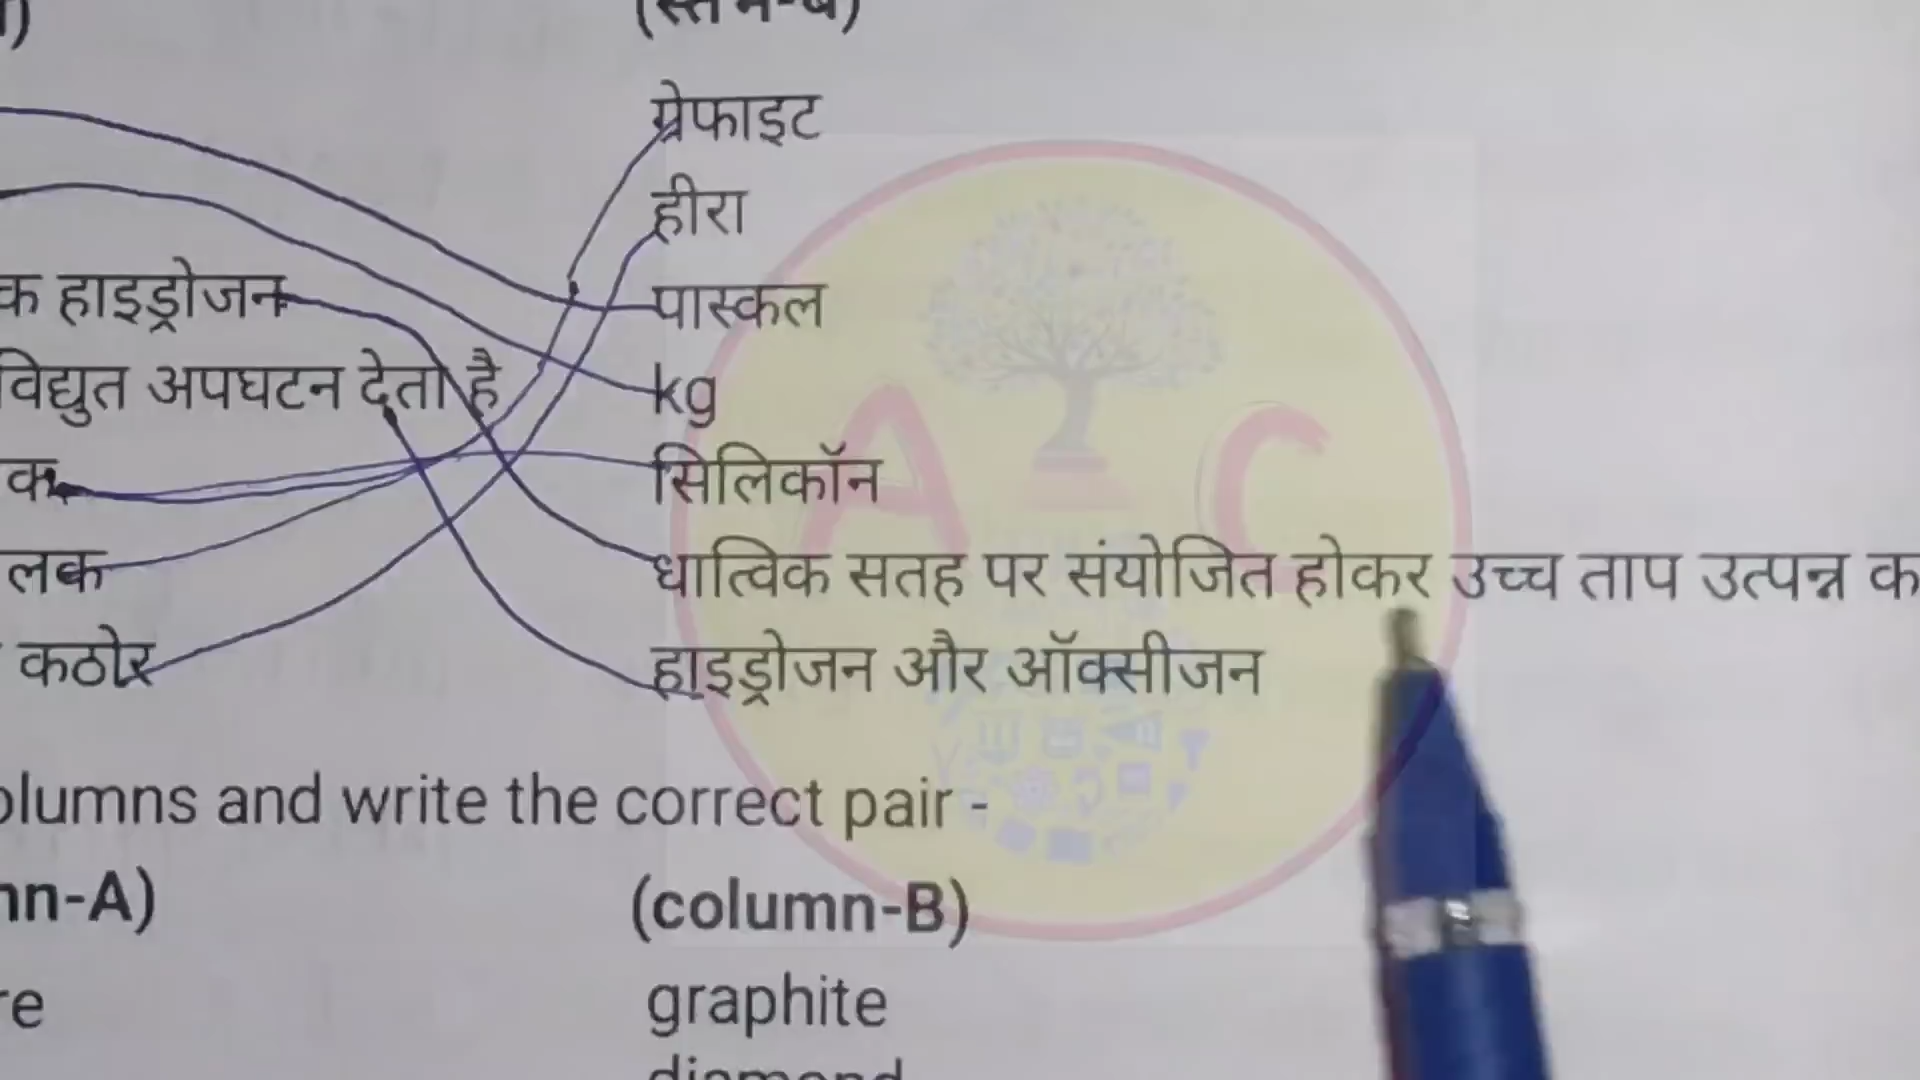 ग्रेफाइट
हीरा
क हाइड्रोजन पास्कल
विद्युत अपघटन देता है kg
क सिलिकॉन
लक धात्विक सतह पर संयोजित होकर उच्च ताप उत्पन्न क
कठोर हाइड्रोजन और ऑक्सीजन
olumns and write the correct pair -
nn-A) (column-B)
re graphite
diamond
A C